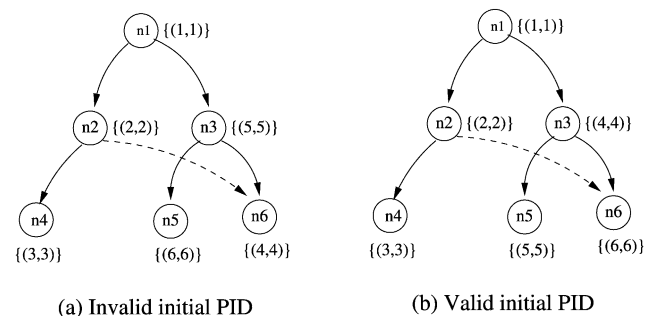 n1 {(1,1)} n1 {(1,1)}
n2 {(2,2)} n3 {(5,5)} n2 {(2,2)} n3 {(4,4)}
n4 n5 n6 n4 n5 n6
{(3,3)} {(6,6)} {(4,4)} {(3,3)} {(5,5)} {(6,6)}
(a) Invalid initial PID (b) Valid initial PID